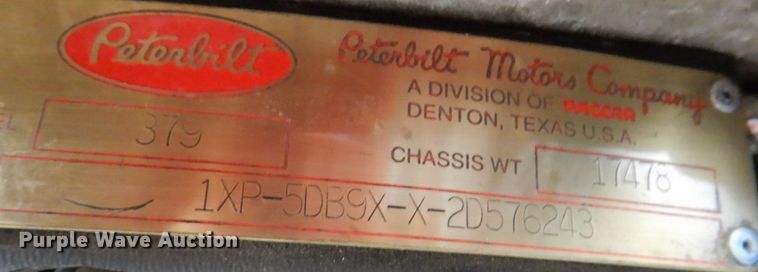 Peterbilt
Peterbilt Motors Company
A DIVISION OF PACCAR
DENTON, TEXAS U.S.A.
EL 379
CHASSIS WT 17478
1XP-5DB9X-X-2D576243
Purple Wave Auction